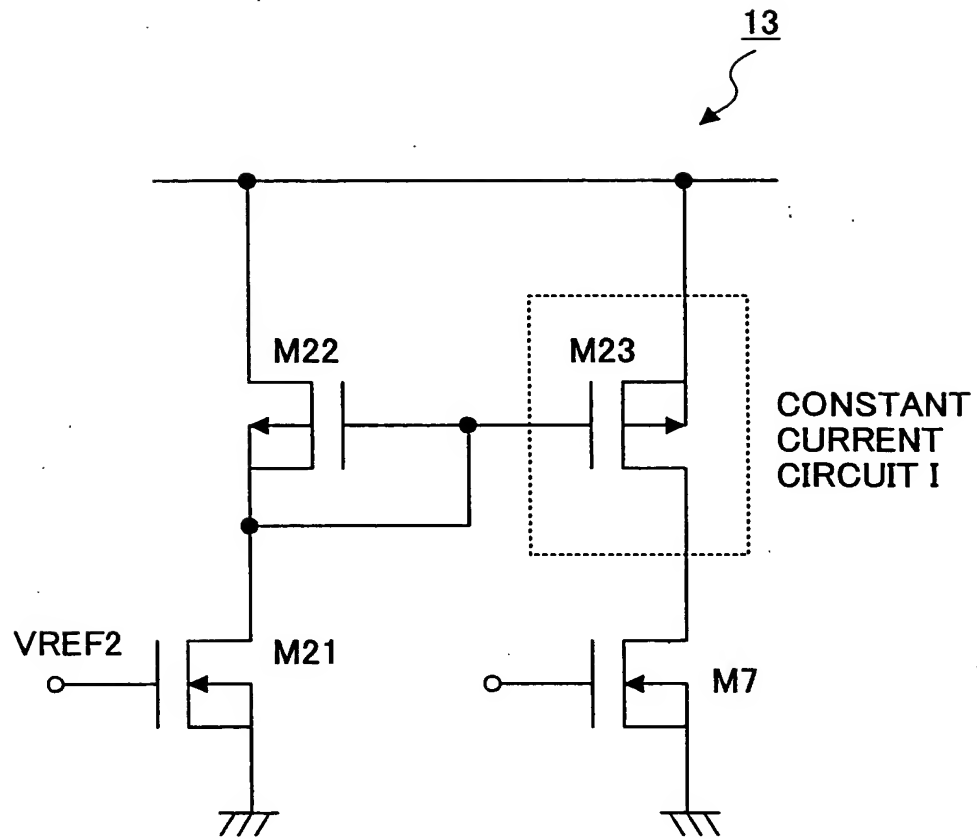 13
M22
M23
CONSTANT
CURRENT
CIRCUIT I
VREF2
M21
M7